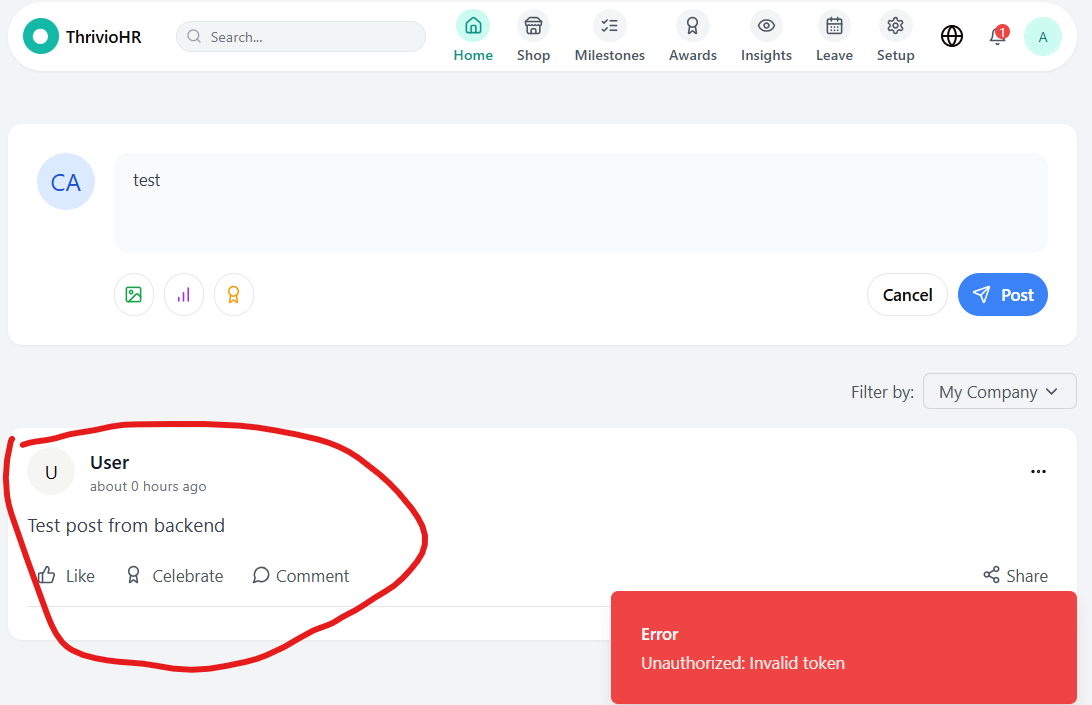 ThrivioHR
Search...
Home
Shop
Milestones
Awards
Insights
Leave
Setup
1
A
CA
test
Cancel
Post
Filter by:
My Company
U
User
about 0 hours ago
Test post from backend
Like
Celebrate
Comment
Share
Error
Unauthorized: Invalid token